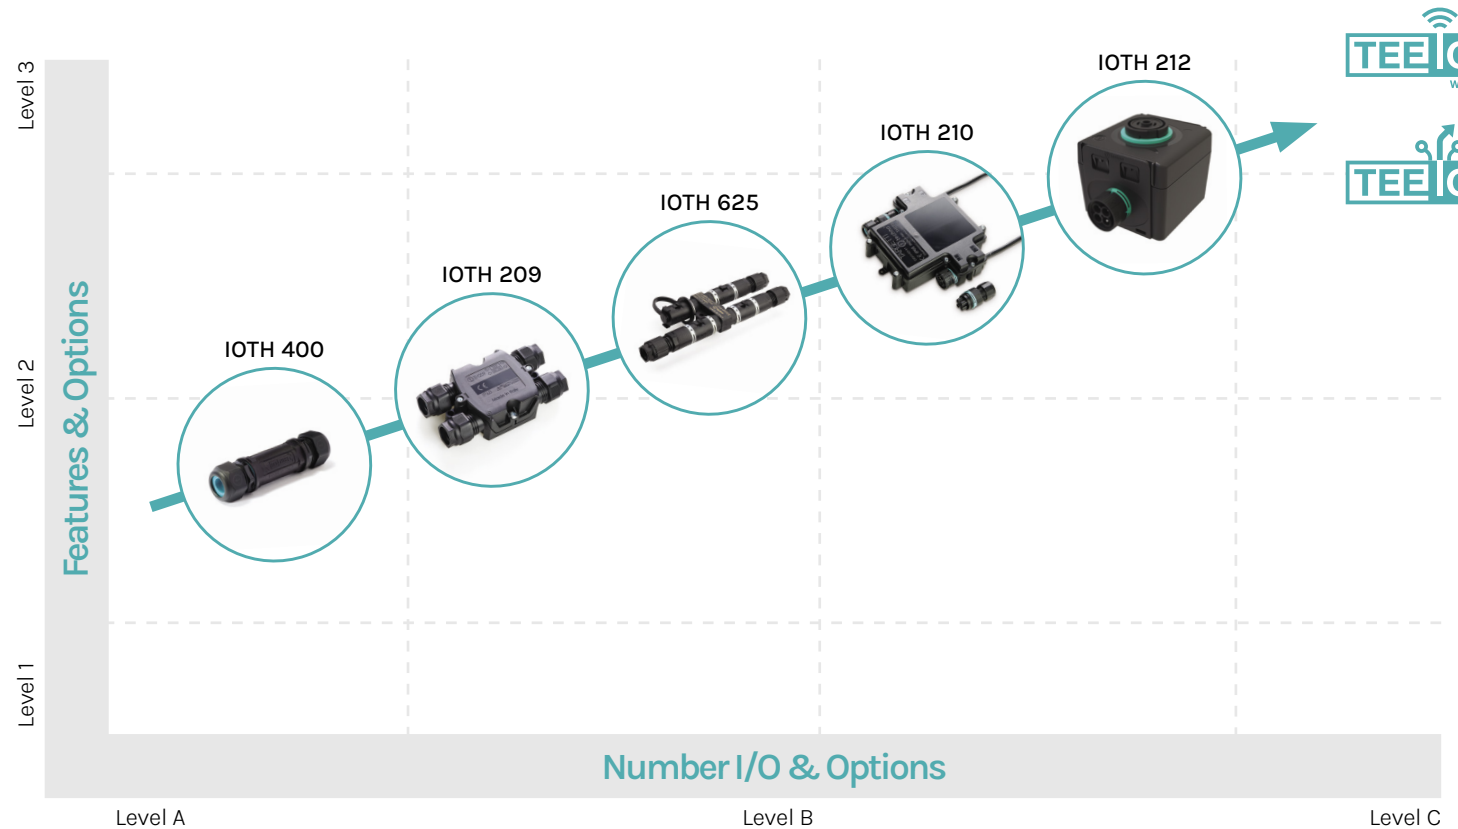 TEE
W
TEE
IOTH 212
IOTH 210
IOTH 625
IOTH 209
IOTH 400
Level 3
Level 2
Level 1
Features & Options
Number I/O & Options
Level A
Level B
Level C